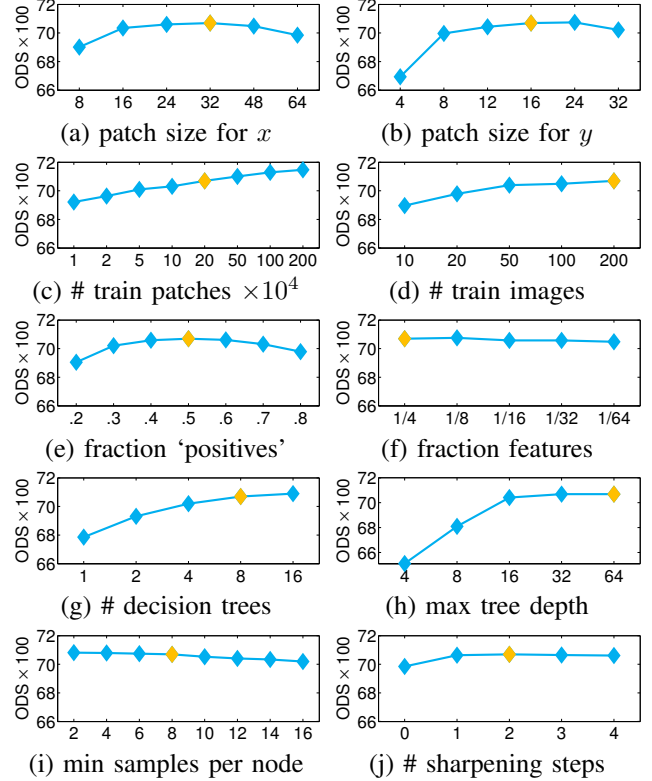 72
70
68
66
ODS × 100
8 16 24 32 48 64
(a) patch size for x
72
70
68
66
ODS × 100
4 8 12 16 24 32
(b) patch size for y
72
70
68
66
ODS × 100
1 2 5 10 20 50 100 200
(c) # train patches ×10⁴
72
70
68
66
ODS × 100
10 20 50 100 200
(d) # train images
72
70
68
66
ODS × 100
.2 .3 .4 .5 .6 .7 .8
(e) fraction ‘positives’
72
70
68
66
ODS × 100
1/4 1/8 1/16 1/32 1/64
(f) fraction features
72
70
68
66
ODS × 100
1 2 4 8 16
(g) # decision trees
72
70
68
66
ODS × 100
4 8 16 32 64
(h) max tree depth
72
70
68
66
ODS × 100
2 4 6 8 10 12 14 16
(i) min samples per node
72
70
68
66
ODS × 100
0 1 2 3 4
(j) # sharpening steps